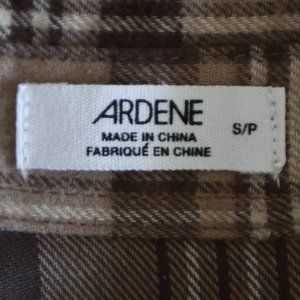 ARDENE
MADE IN CHINA
FABRIQUÉ EN CHINE
S/P